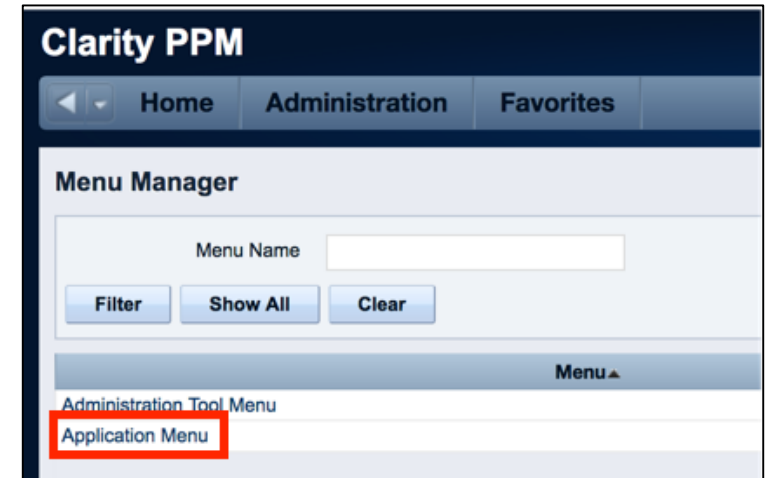 Clarity PPM
Home Administration Favorites
Menu Manager
Menu Name
Filter Show All Clear
Menu
Administration Tool Menu
Application Menu